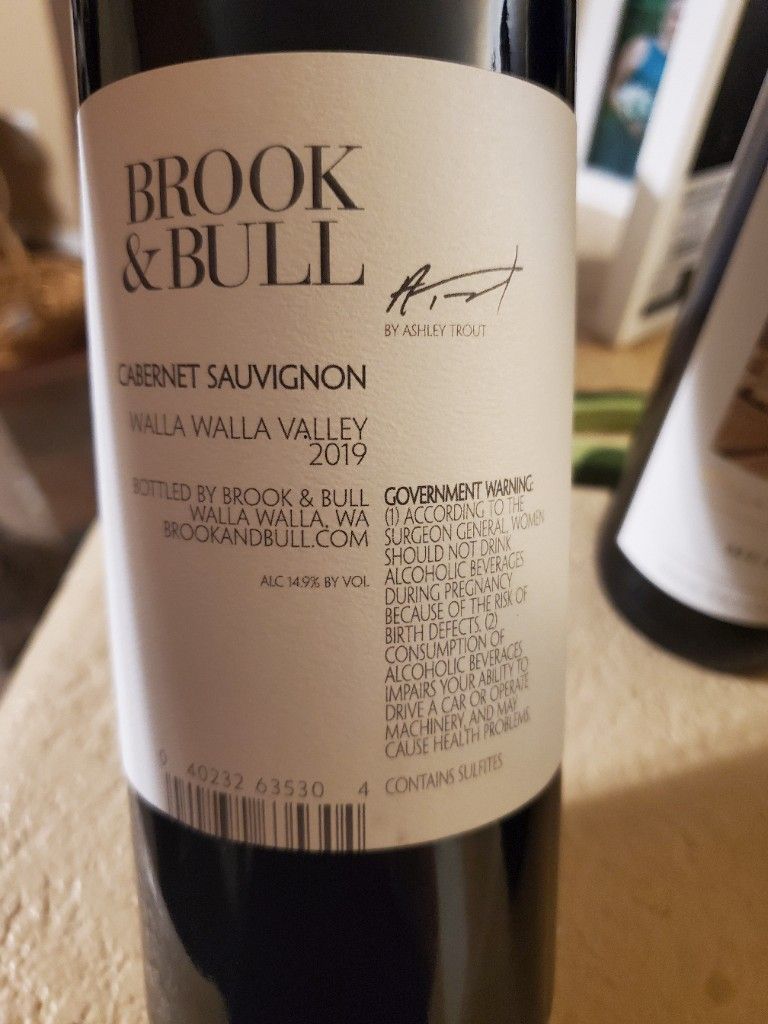 BROOK
& BULL
BY ASHLEY TROUT
CABERNET SAUVIGNON
WALLA WALLA VALLEY
2019
BOTTLED BY BROOK & BULL
WALLA WALLA, WA
BROOKANDBULL.COM
ALC 14.9% BY VOL.
GOVERNMENT WARNING:
(1) ACCORDING TO THE
SURGEON GENERAL WOMEN
SHOULD NOT DRINK
ALCOHOLIC BEVERAGES
DURING PREGNANCY
BECAUSE OF THE RISK OF
BIRTH DEFECTS. (2)
CONSUMPTION OF
ALCOHOLIC BEVERAGES
IMPAIRS YOUR ABILITY TO
DRIVE A CAR OR OPERATE
MACHINERY, AND MAY
CAUSE HEALTH PROBLEMS.
CONTAINS SULFITES
0 40232 63530 4